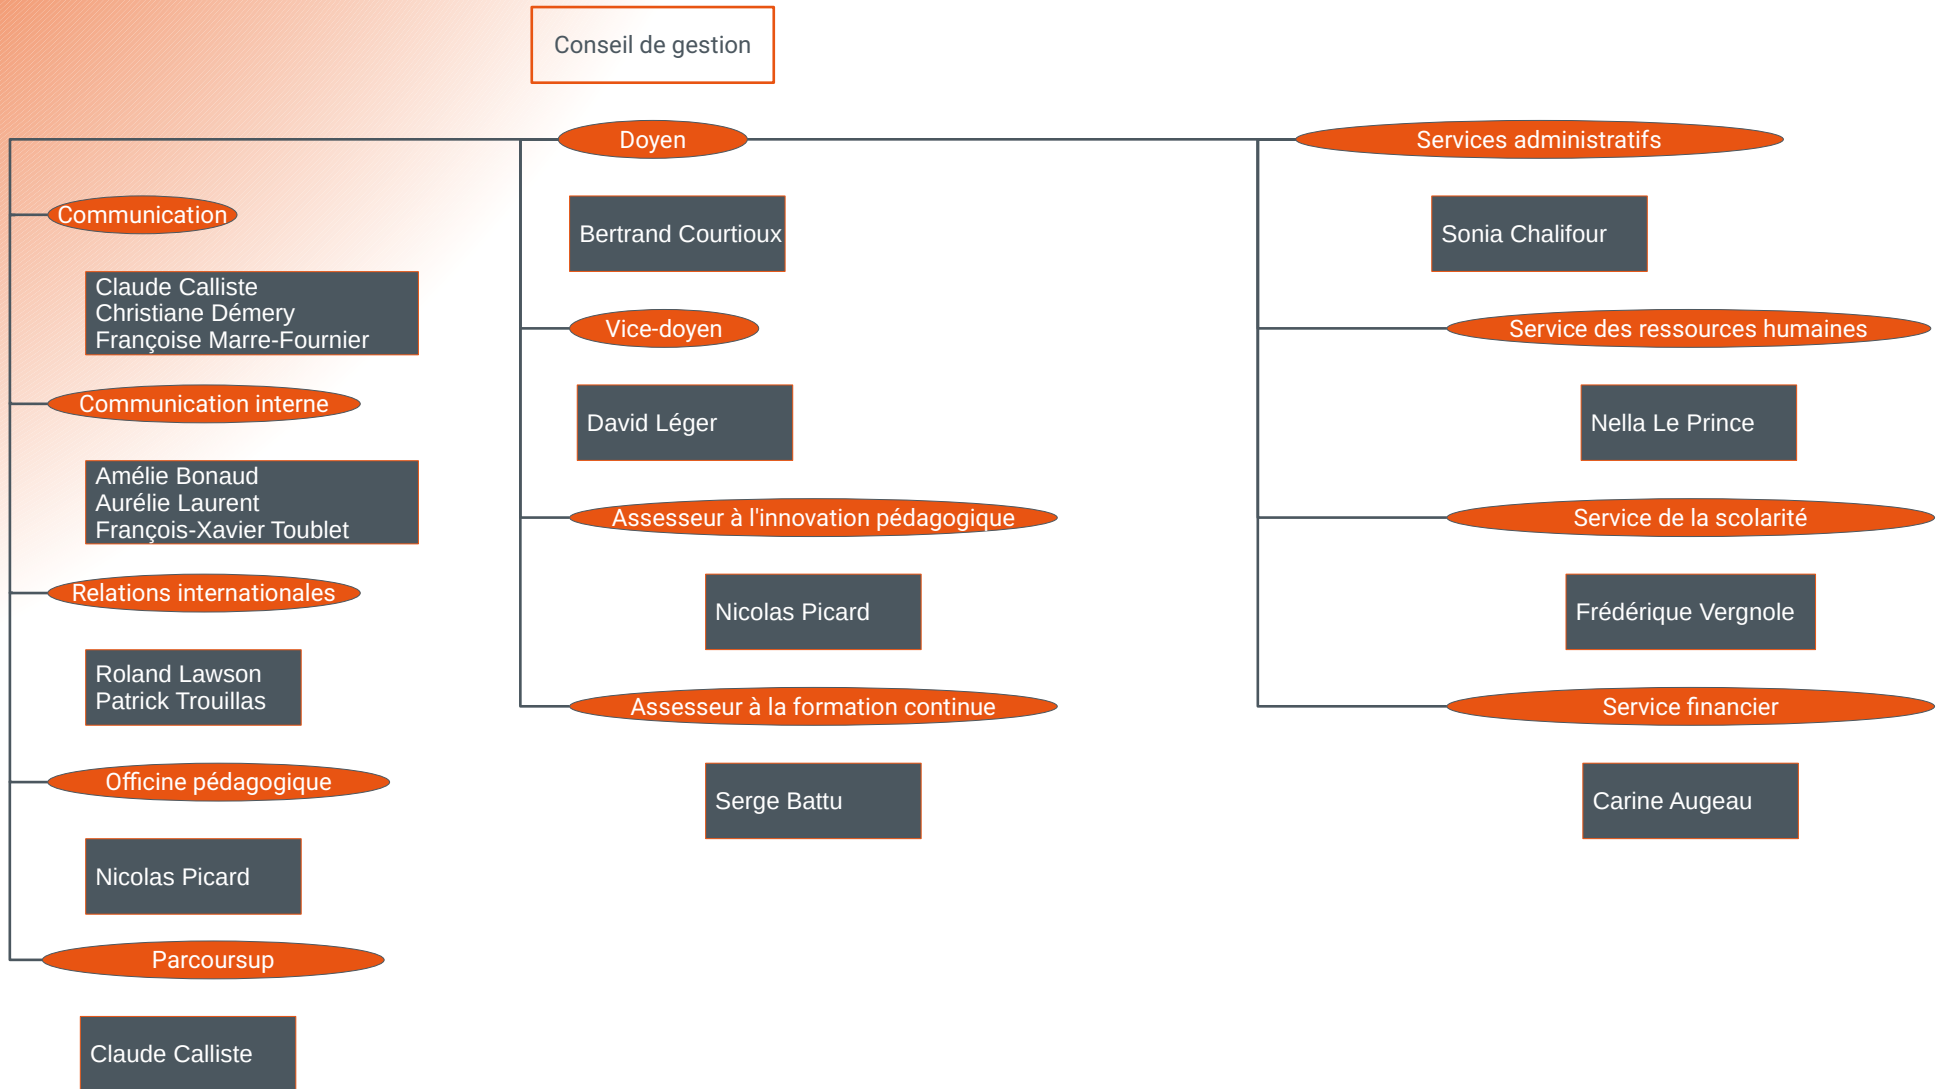 Conseil de gestion
Doyen
Bertrand Courtioux
Communication
Claude Calliste
Christiane Démery
Françoise Marre-Fournier
Communication interne
Amélie Bonaud
Aurélie Laurent
François-Xavier Toublet
Relations internationales
Roland Lawson
Patrick Trouillas
Officine pédagogique
Nicolas Picard
Parcoursup
Claude Calliste
Vice-doyen
David Léger
Assesseur à l'innovation pédagogique
Nicolas Picard
Assesseur à la formation continue
Serge Battu
Services administratifs
Sonia Chalifour
Service des ressources humaines
Nella Le Prince
Service de la scolarité
Frédérique Vergnole
Service financier
Carine Augeau